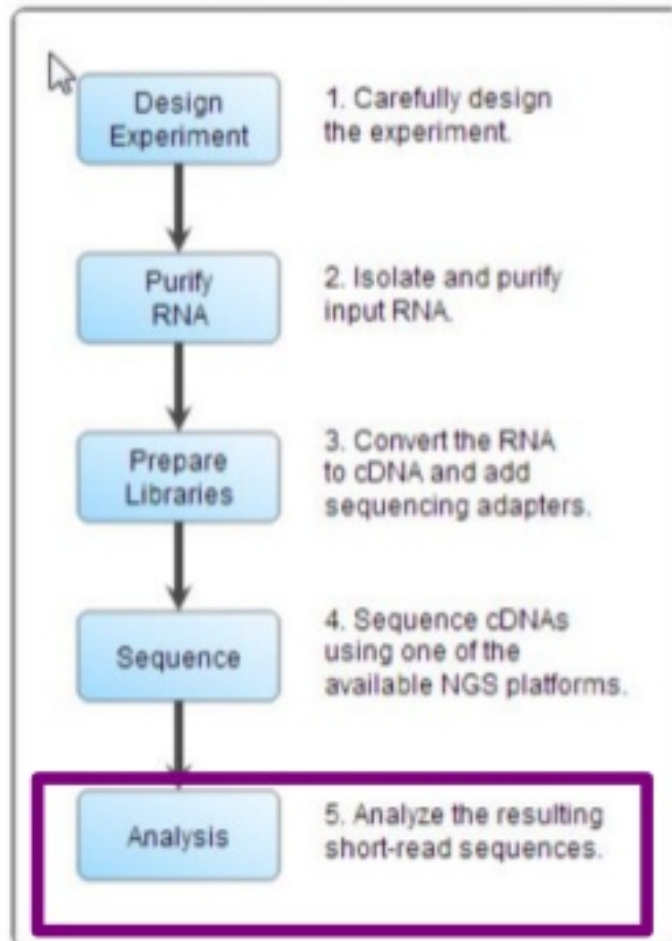 Design
Experiment
1. Carefully design
the experiment.
Purify
RNA
2. Isolate and purify
input RNA.
Prepare
Libraries
3. Convert the RNA
to cDNA and add
sequencing adapters.
Sequence
4. Sequence cDNAs
using one of the
available NGS platforms.
Analysis
5. Analyze the resulting
short-read sequences.